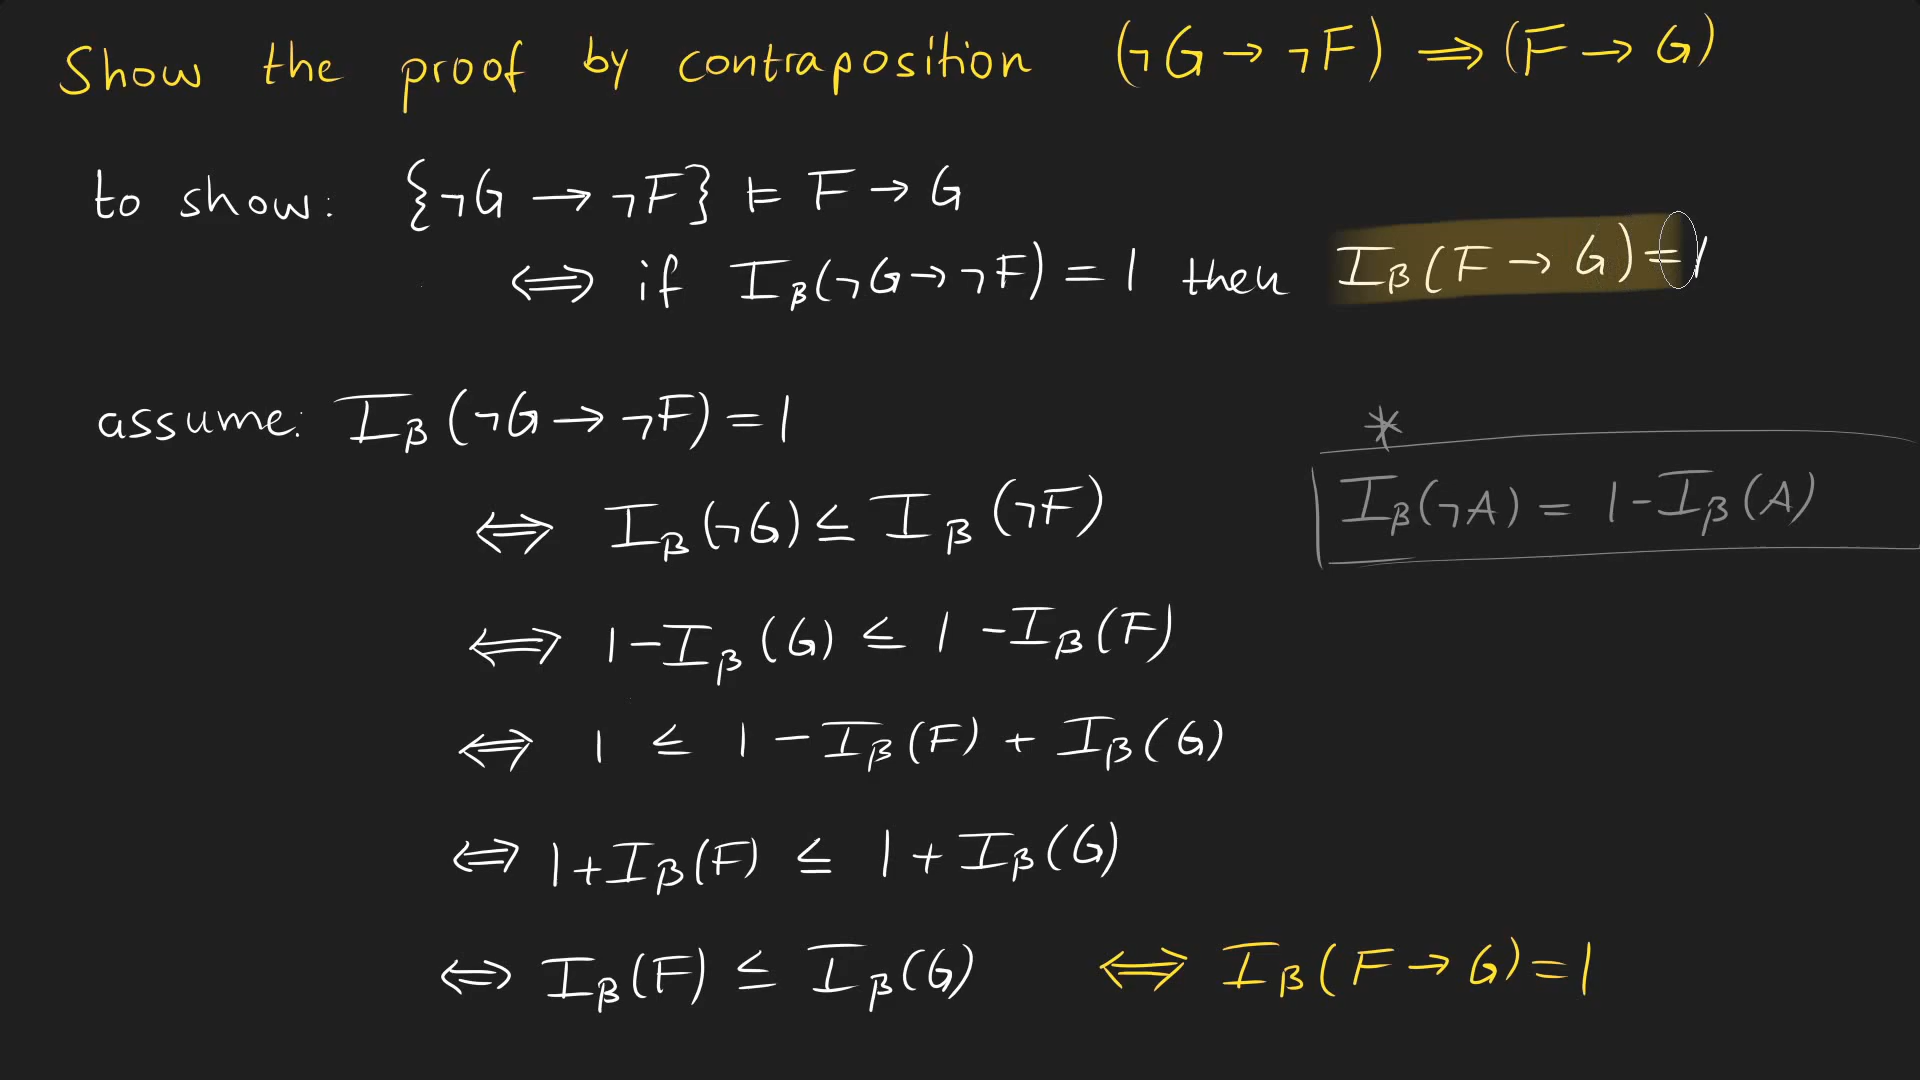 Show the proof by contraposition (¬G → ¬F) ⟹ (F → G)
to show: {¬G → ¬F} ⊨ F → G
⟺ if I_β(¬G → ¬F) = 1 then I_β(F → G) = 1
assume: I_β(¬G → ¬F) = 1
*
⟺ I_β(¬G) ≤ I_β(¬F)
I_β(¬A) = 1 - I_β(A)
⟺ 1 - I_β(G) ≤ 1 - I_β(F)
⟺ 1 ≤ 1 - I_β(F) + I_β(G)
⟺ 1 + I_β(F) ≤ 1 + I_β(G)
⟺ I_β(F) ≤ I_β(G) ⟺ I_β(F → G) = 1